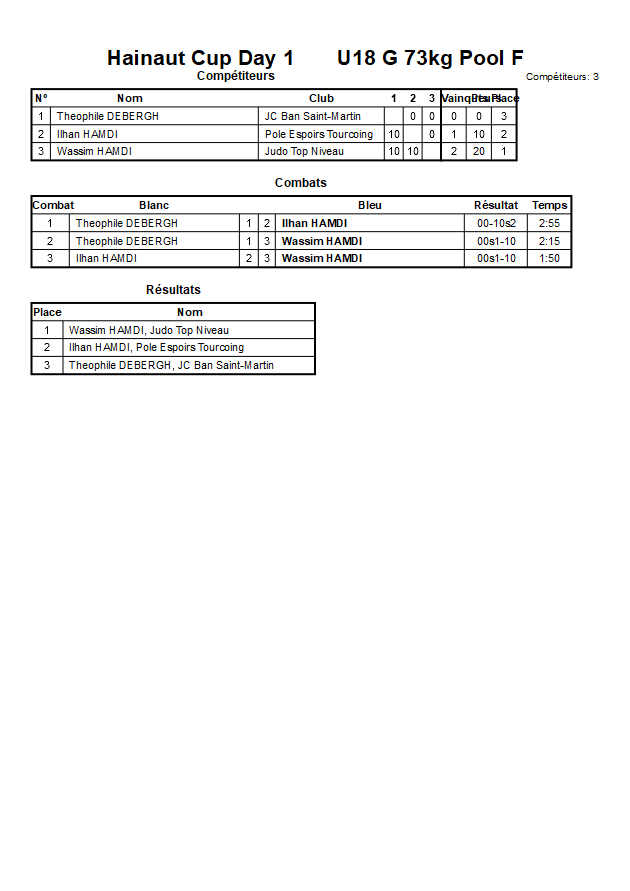 Hainaut Cup Day 1 U18 G 73kg Pool F
Compétiteurs Compétiteurs: 3
Nº Nom Club 1 2 3 Vainqueurs Pts Place
1 Theophile DEBERGH JC Ban Saint-Martin 0 0 0 0 3
2 Ilhan HAMDI Pole Espoirs Tourcoing 10 0 1 10 2
3 Wassim HAMDI Judo Top Niveau 10 10 2 20 1
Combats
Combat Blanc Bleu Résultat Temps
1 Theophile DEBERGH 1 2 Ilhan HAMDI 00-10s2 2:55
2 Theophile DEBERGH 1 3 Wassim HAMDI 00s1-10 2:15
3 Ilhan HAMDI 2 3 Wassim HAMDI 00s1-10 1:50
Résultats
Place Nom
1 Wassim HAMDI, Judo Top Niveau
2 Ilhan HAMDI, Pole Espoirs Tourcoing
3 Theophile DEBERGH, JC Ban Saint-Martin